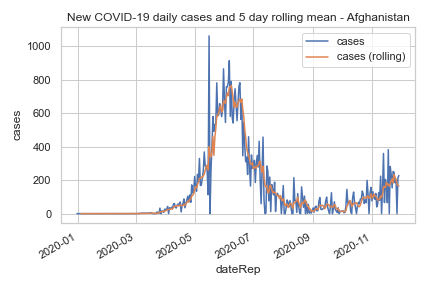 New COVID-19 daily cases and 5 day rolling mean - Afghanistan
cases
cases (rolling)
1000
800
600
400
200
0
cases
2020-01
2020-03
2020-05
2020-07
2020-09
2020-11
dateRep